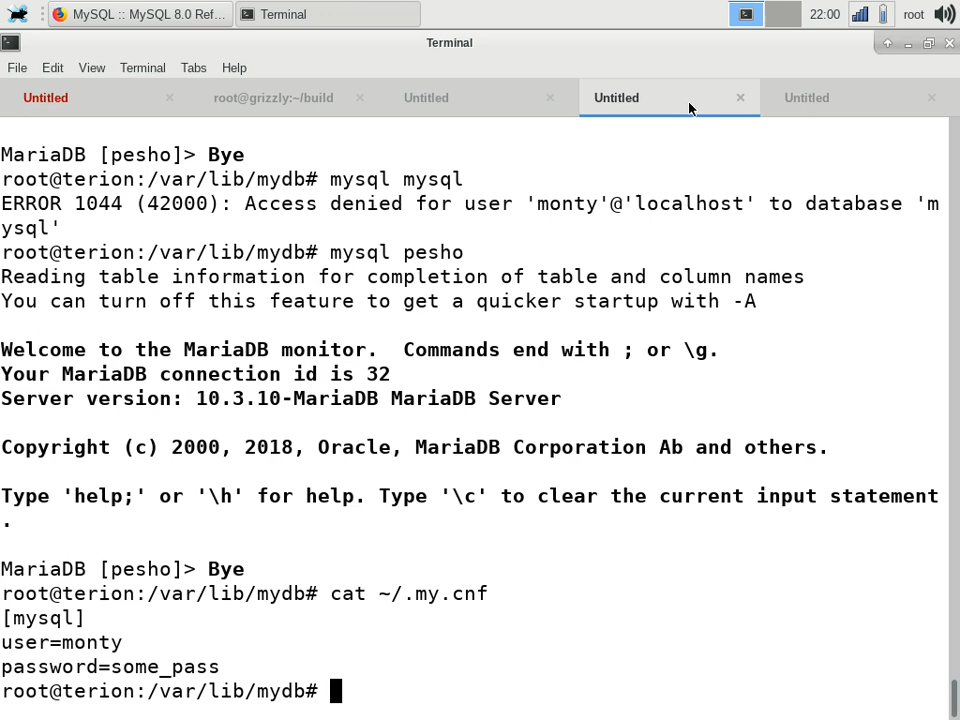 MySQL :: MySQL 8.0 Ref...
Terminal
22:00
root
Terminal
File Edit View Terminal Tabs Help
Untitled
root@grizzly:~/build
Untitled
Untitled
Untitled
MariaDB [pesho]> Bye
root@terion:/var/lib/mydb# mysql mysql
ERROR 1044 (42000): Access denied for user 'monty'@'localhost' to database 'm
ysql'
root@terion:/var/lib/mydb# mysql pesho
Reading table information for completion of table and column names
You can turn off this feature to get a quicker startup with -A
Welcome to the MariaDB monitor.  Commands end with ; or \g.
Your MariaDB connection id is 32
Server version: 10.3.10-MariaDB MariaDB Server
Copyright (c) 2000, 2018, Oracle, MariaDB Corporation Ab and others.
Type 'help;' or '\h' for help. Type '\c' to clear the current input statement
.
MariaDB [pesho]> Bye
root@terion:/var/lib/mydb# cat ~/.my.cnf
[mysql]
user=monty
password=some_pass
root@terion:/var/lib/mydb#